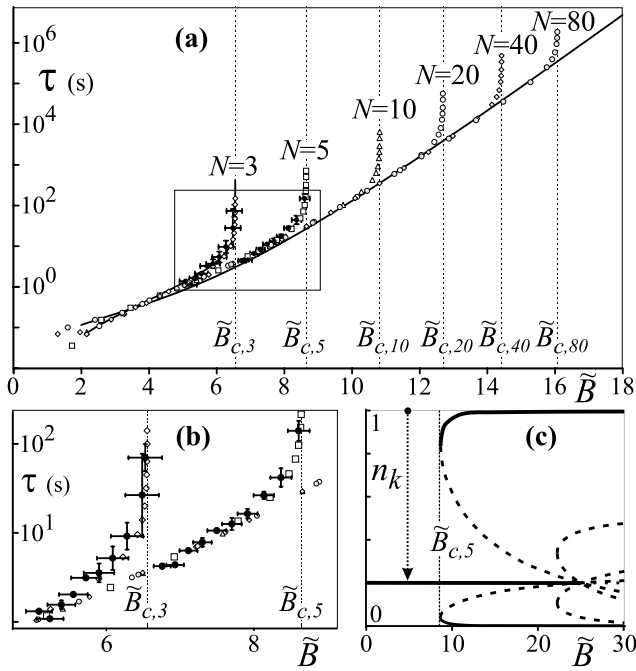 (a)
τ (s)
10^6
10^4
10^2
10^0
N=3
N=5
N=10
N=20
N=40
N=80
B̃_{c,3}
B̃_{c,5}
B̃_{c,10}
B̃_{c,20}
B̃_{c,40}
B̃_{c,80}
0 2 4 6 8 10 12 14 16 18
B̃
(b)
τ (s)
10^2
10^1
B̃_{c,3}
B̃_{c,5}
6 8
B̃
(c)
1
n_k
B̃_{c,5}
0
0 10 20 30
B̃